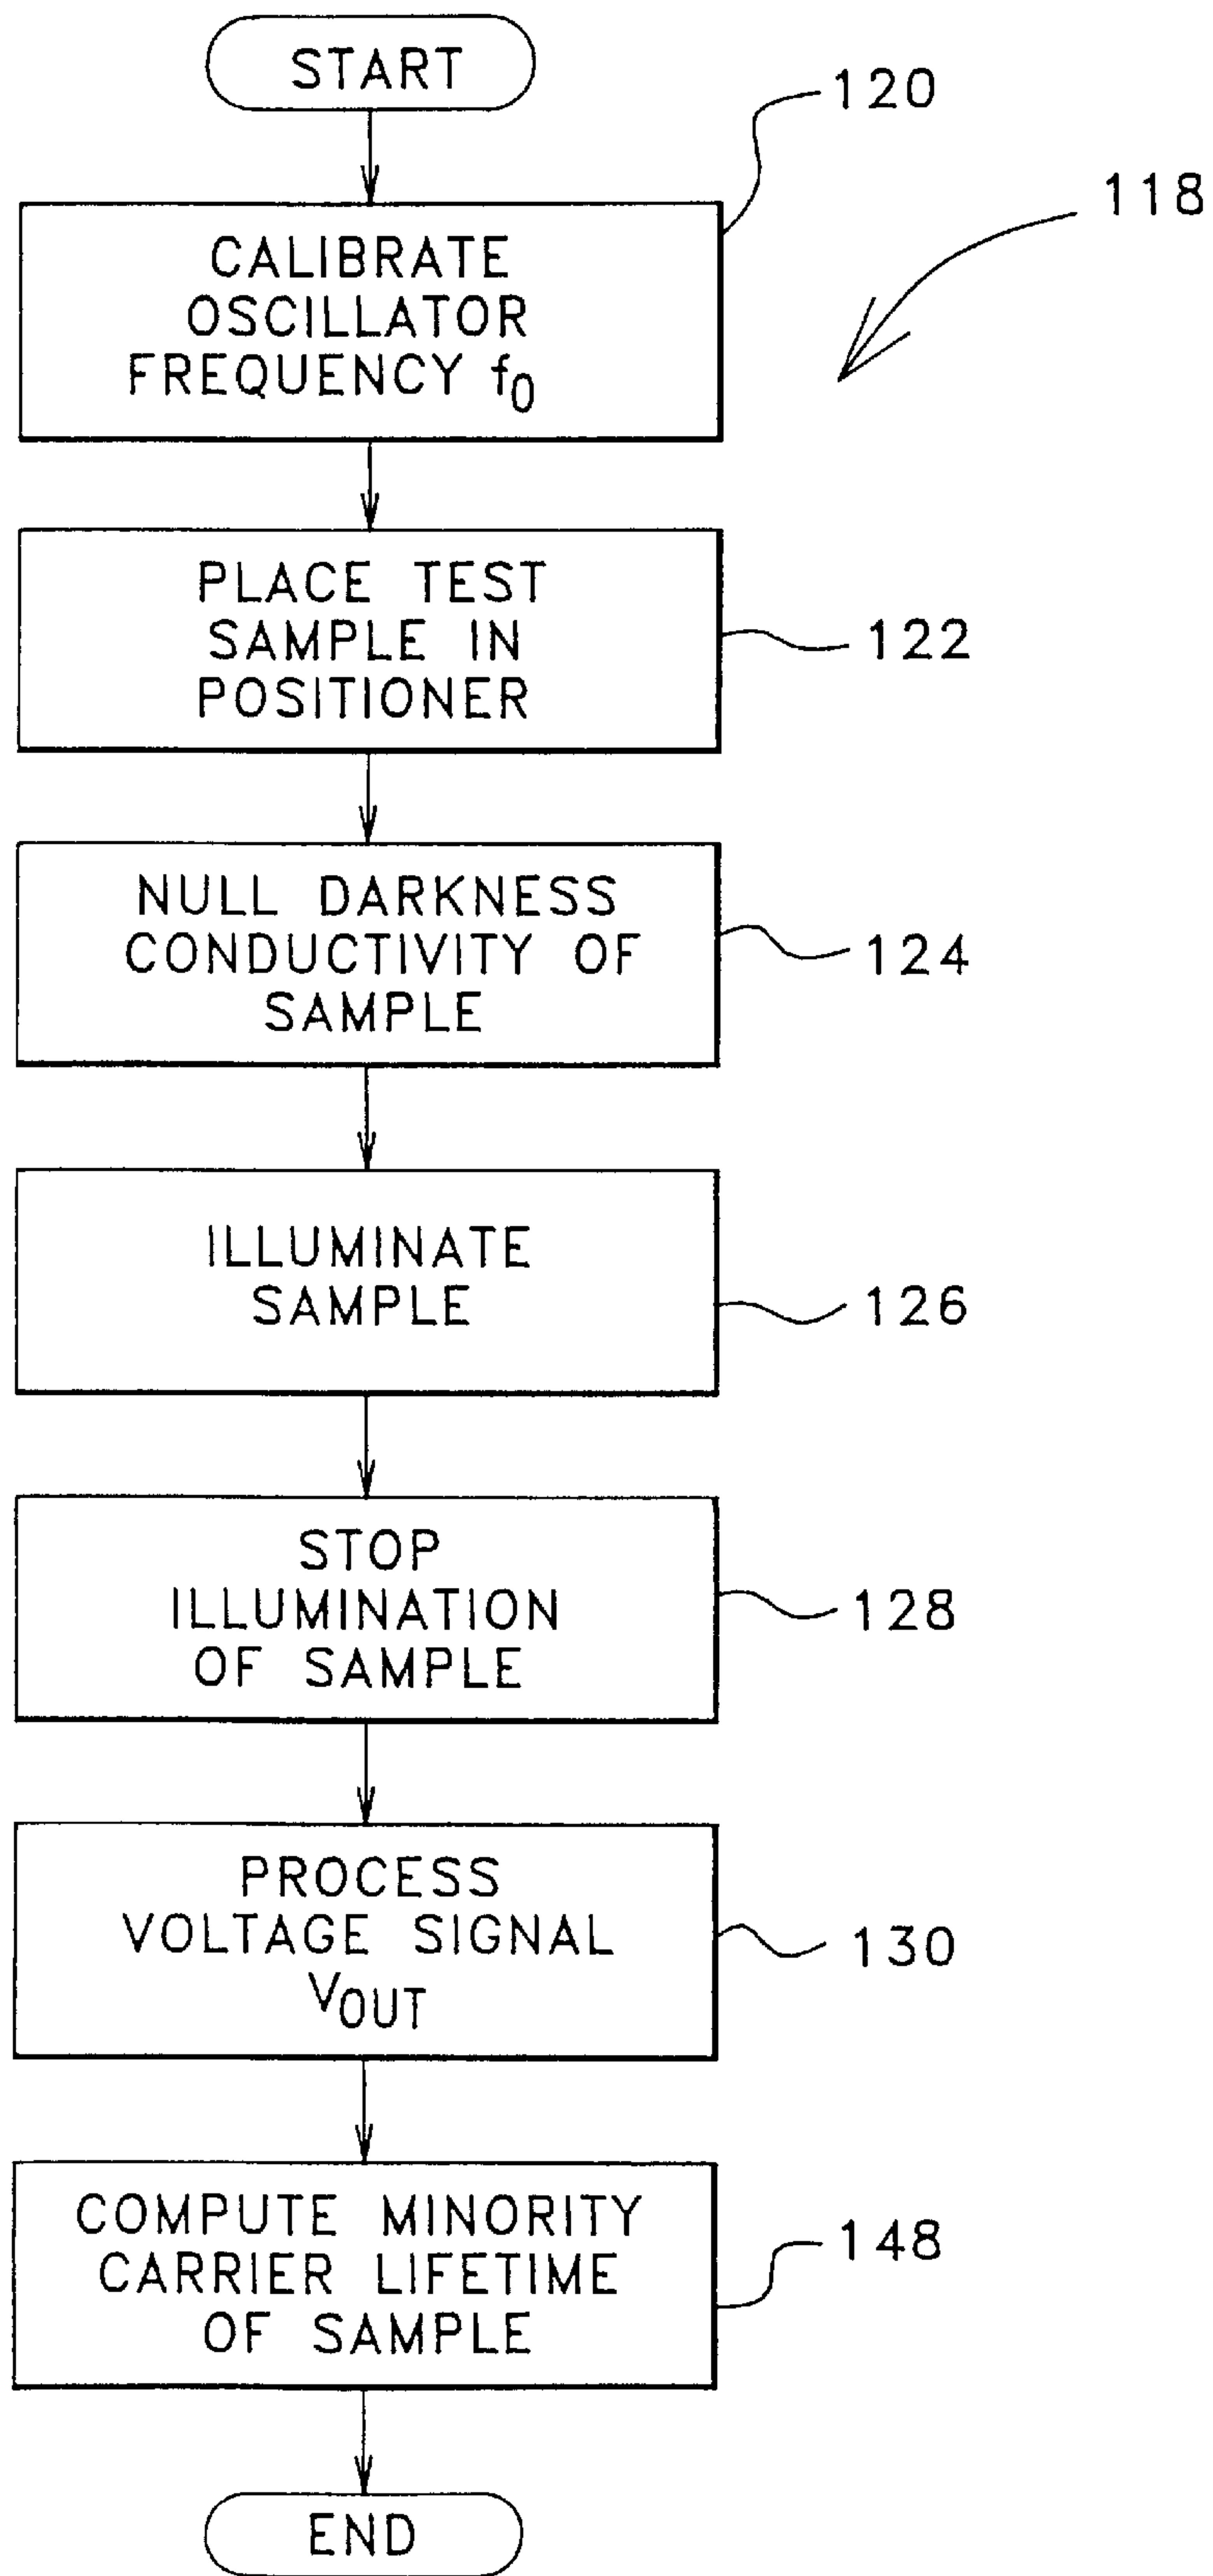 START
120
118
CALIBRATE
OSCILLATOR
FREQUENCY f0
PLACE TEST
SAMPLE IN
POSITIONER
122
NULL DARKNESS
CONDUCTIVITY OF
SAMPLE
124
ILLUMINATE
SAMPLE
126
STOP
ILLUMINATION
OF SAMPLE
128
PROCESS
VOLTAGE SIGNAL
VOUT
130
COMPUTE MINORITY
CARRIER LIFETIME
OF SAMPLE
148
END